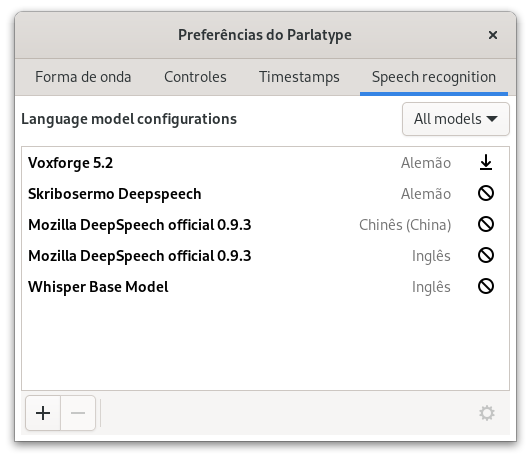 Preferências do Parlatype
Forma de onda Controles Timestamps Speech recognition
Language model configurations All models
Voxforge 5.2 Alemão
Skribosermo Deepspeech Alemão
Mozilla DeepSpeech official 0.9.3 Chinês (China)
Mozilla DeepSpeech official 0.9.3 Inglês
Whisper Base Model Inglês